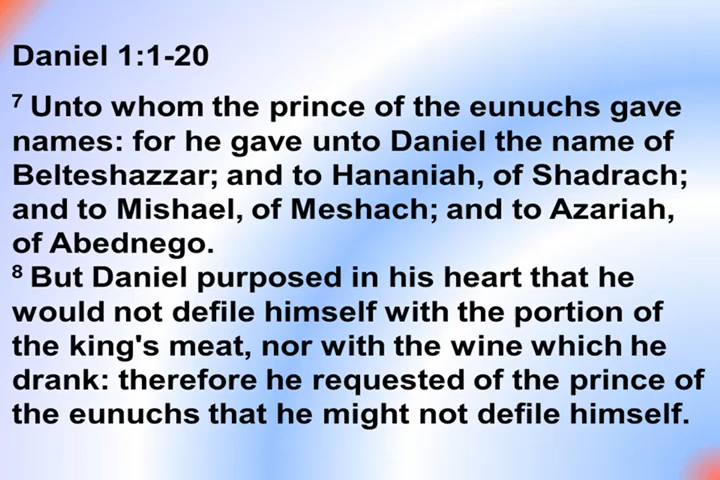 Daniel 1:1-20
7 Unto whom the prince of the eunuchs gave
names: for he gave unto Daniel the name of
Belteshazzar; and to Hananiah, of Shadrach;
and to Mishael, of Meshach; and to Azariah,
of Abednego.
8 But Daniel purposed in his heart that he
would not defile himself with the portion of
the king's meat, nor with the wine which he
drank: therefore he requested of the prince of
the eunuchs that he might not defile himself.